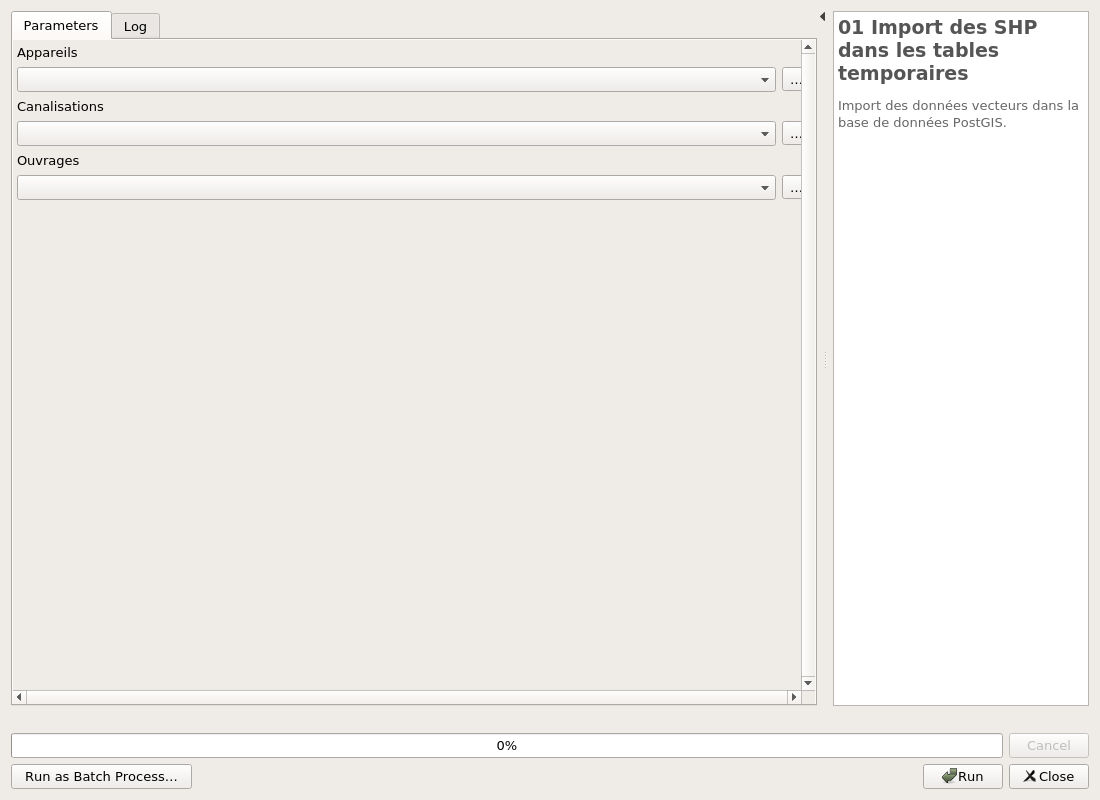 Parameters
Log
Appareils
…
Canalisations
…
Ouvrages
…
01 Import des SHP
dans les tables
temporaires
Import des données vecteurs dans la
base de données PostGIS.
0%
Cancel
Run as Batch Process…
Run
Close